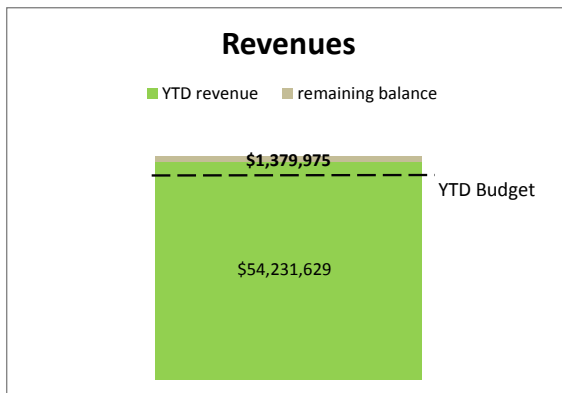 Revenues
YTD revenue remaining balance
$1,379,975
YTD Budget
$54,231,629